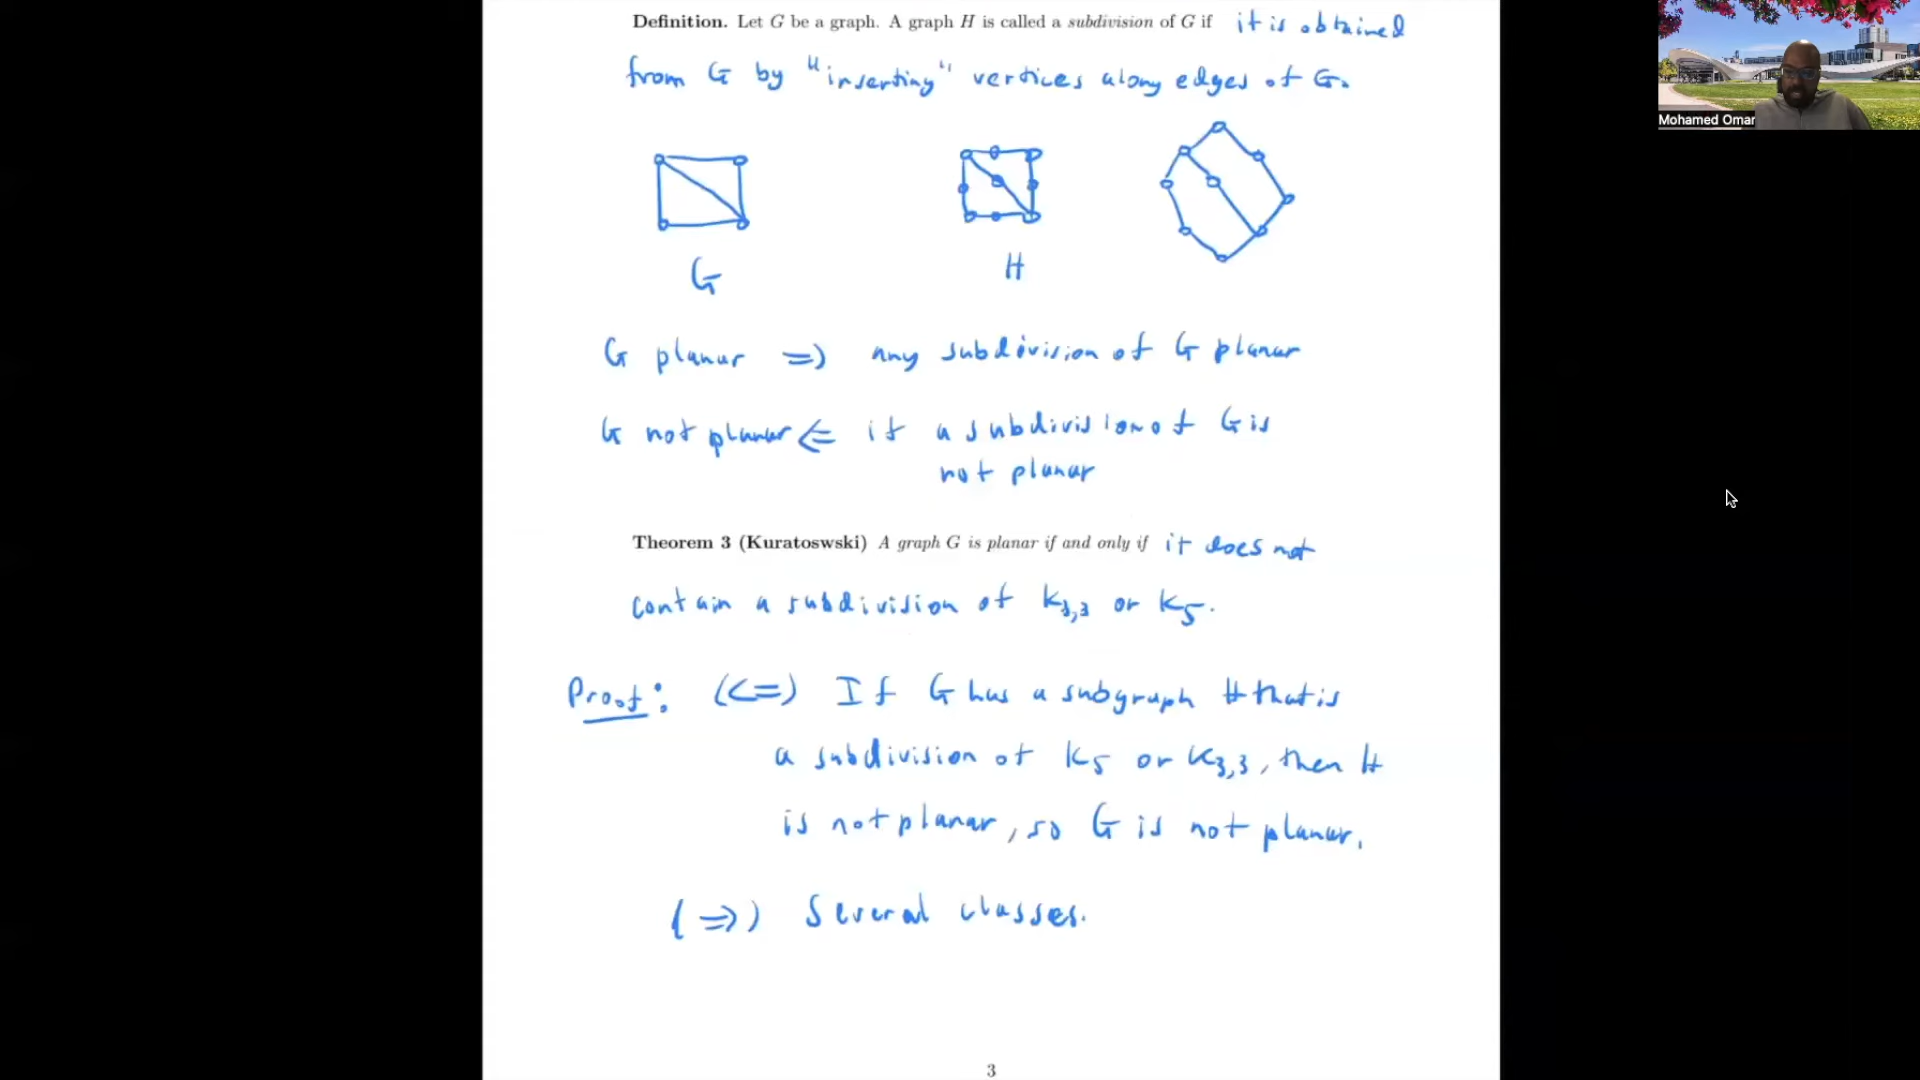 Definition. Let G be a graph. A graph H is called a subdivision of G if it is obtained
from G by "inserting" vertices along edges of G.
Mohamed Omar
G
H
G planar => any subdivision of G planar
G not planar <= if a subdivision of G is
not planar
Theorem 3 (Kuratoswski) A graph G is planar if and only if it does not
contain a subdivision of K3,3 or K5.
Proof: (<=) If G has a subgraph H that is
a subdivision of K5 or K3,3, then H
is not planar, so G is not planar.
(=>) Several classes.
3